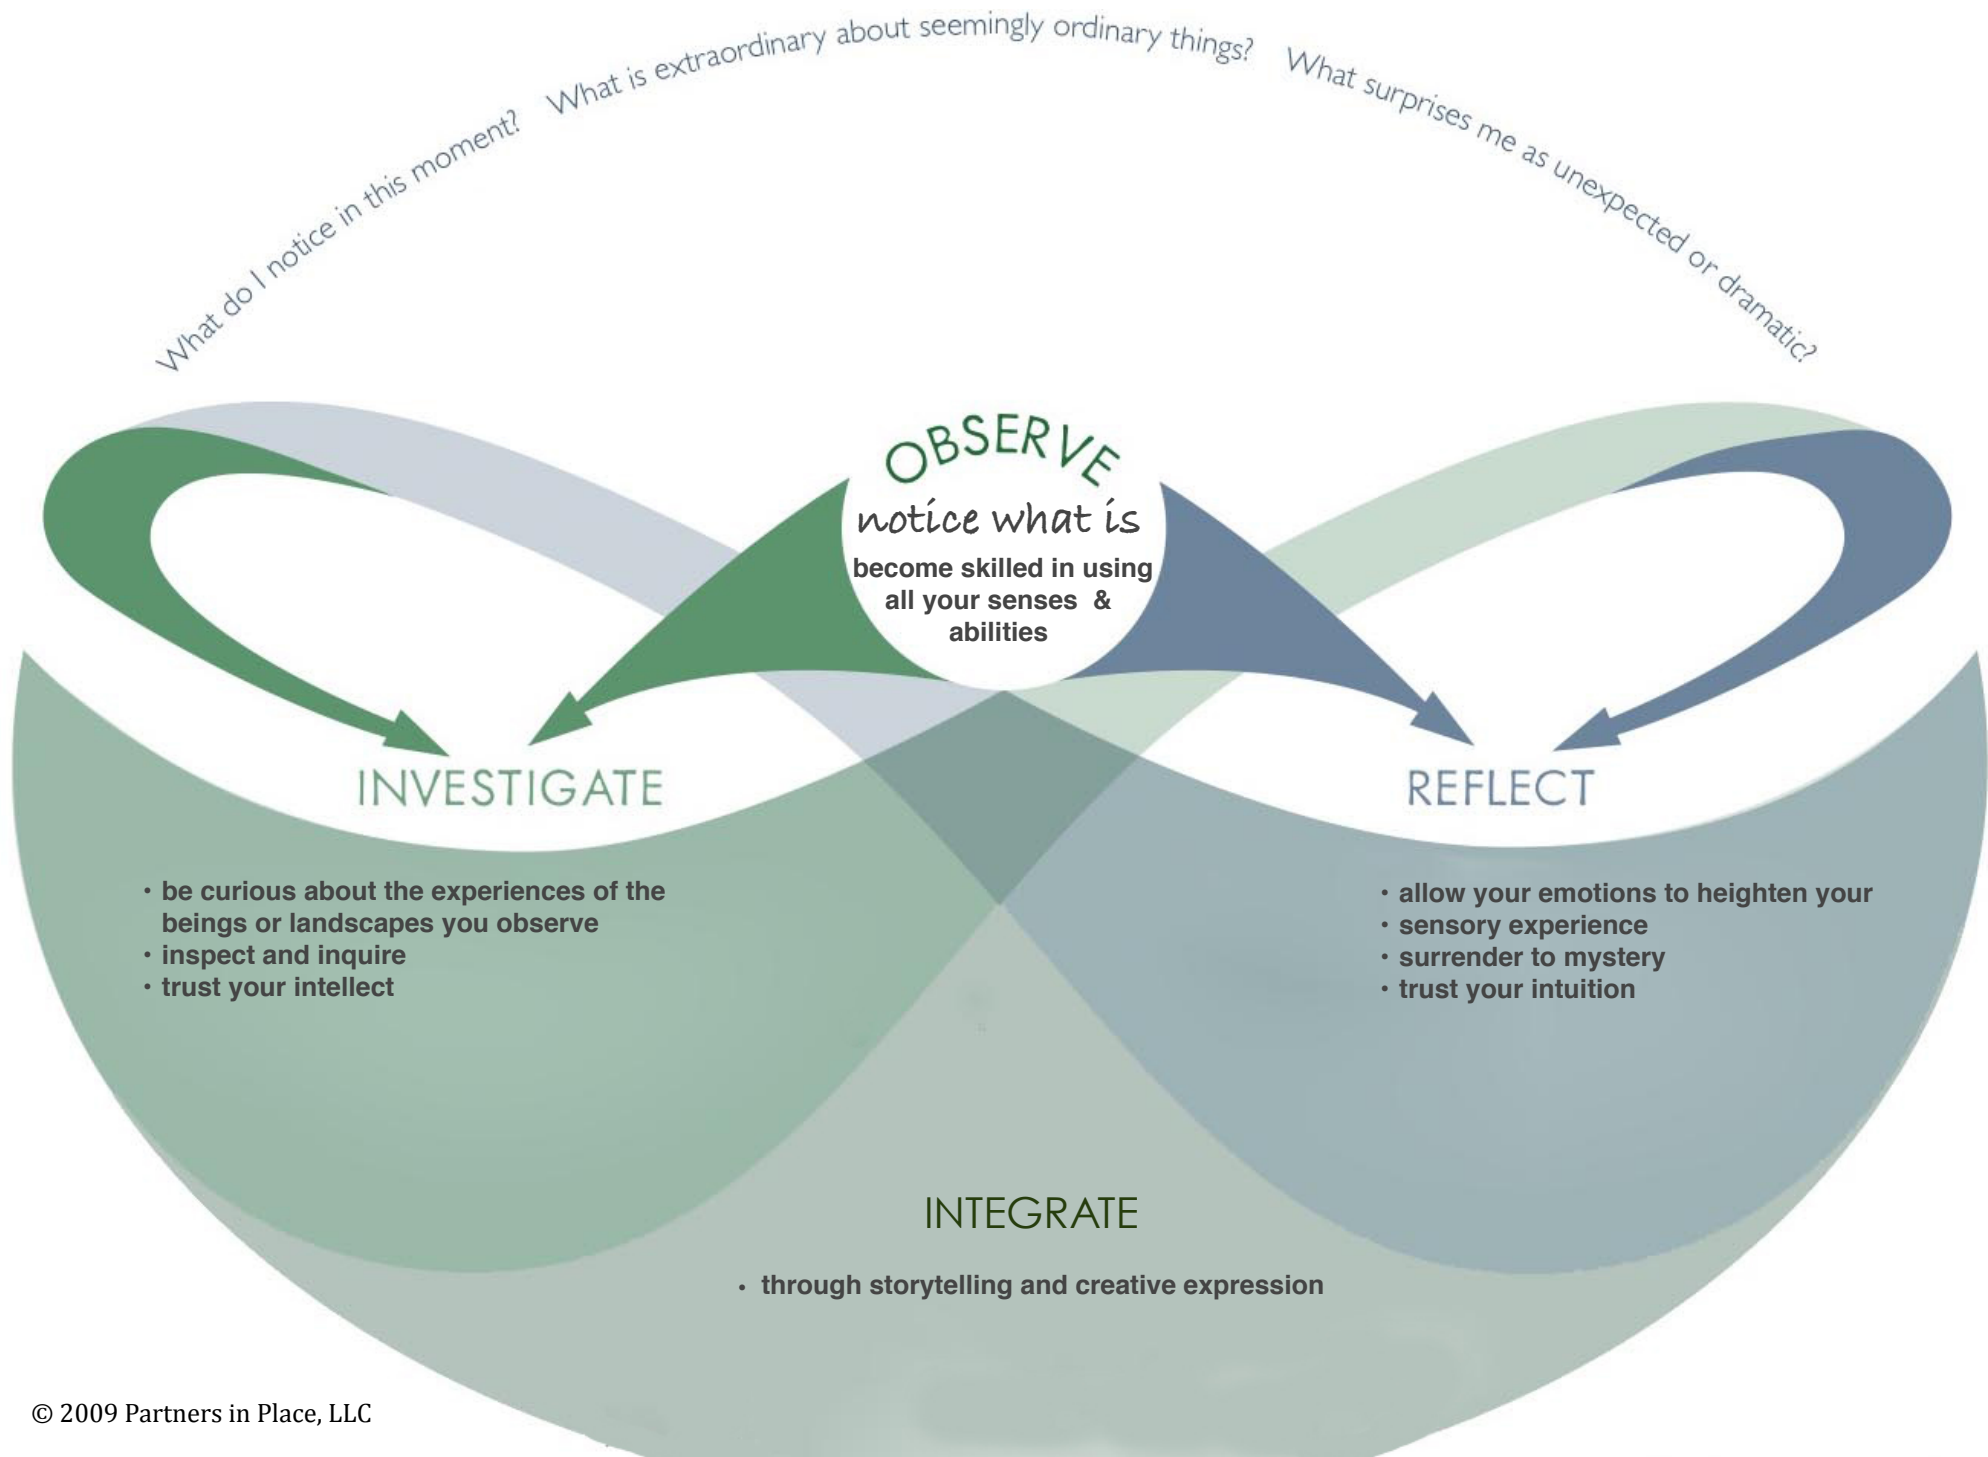 What do I notice in this moment? What is extraordinary about seemingly ordinary things? What surprises me as unexpected or dramatic?
OBSERVE
notice what is
become skilled in using
all your senses &
abilities
INVESTIGATE
REFLECT
• be curious about the experiences of the
beings or landscapes you observe
• inspect and inquire
• trust your intellect
• allow your emotions to heighten your
• sensory experience
• surrender to mystery
• trust your intuition
INTEGRATE
• through storytelling and creative expression
© 2009 Partners in Place, LLC